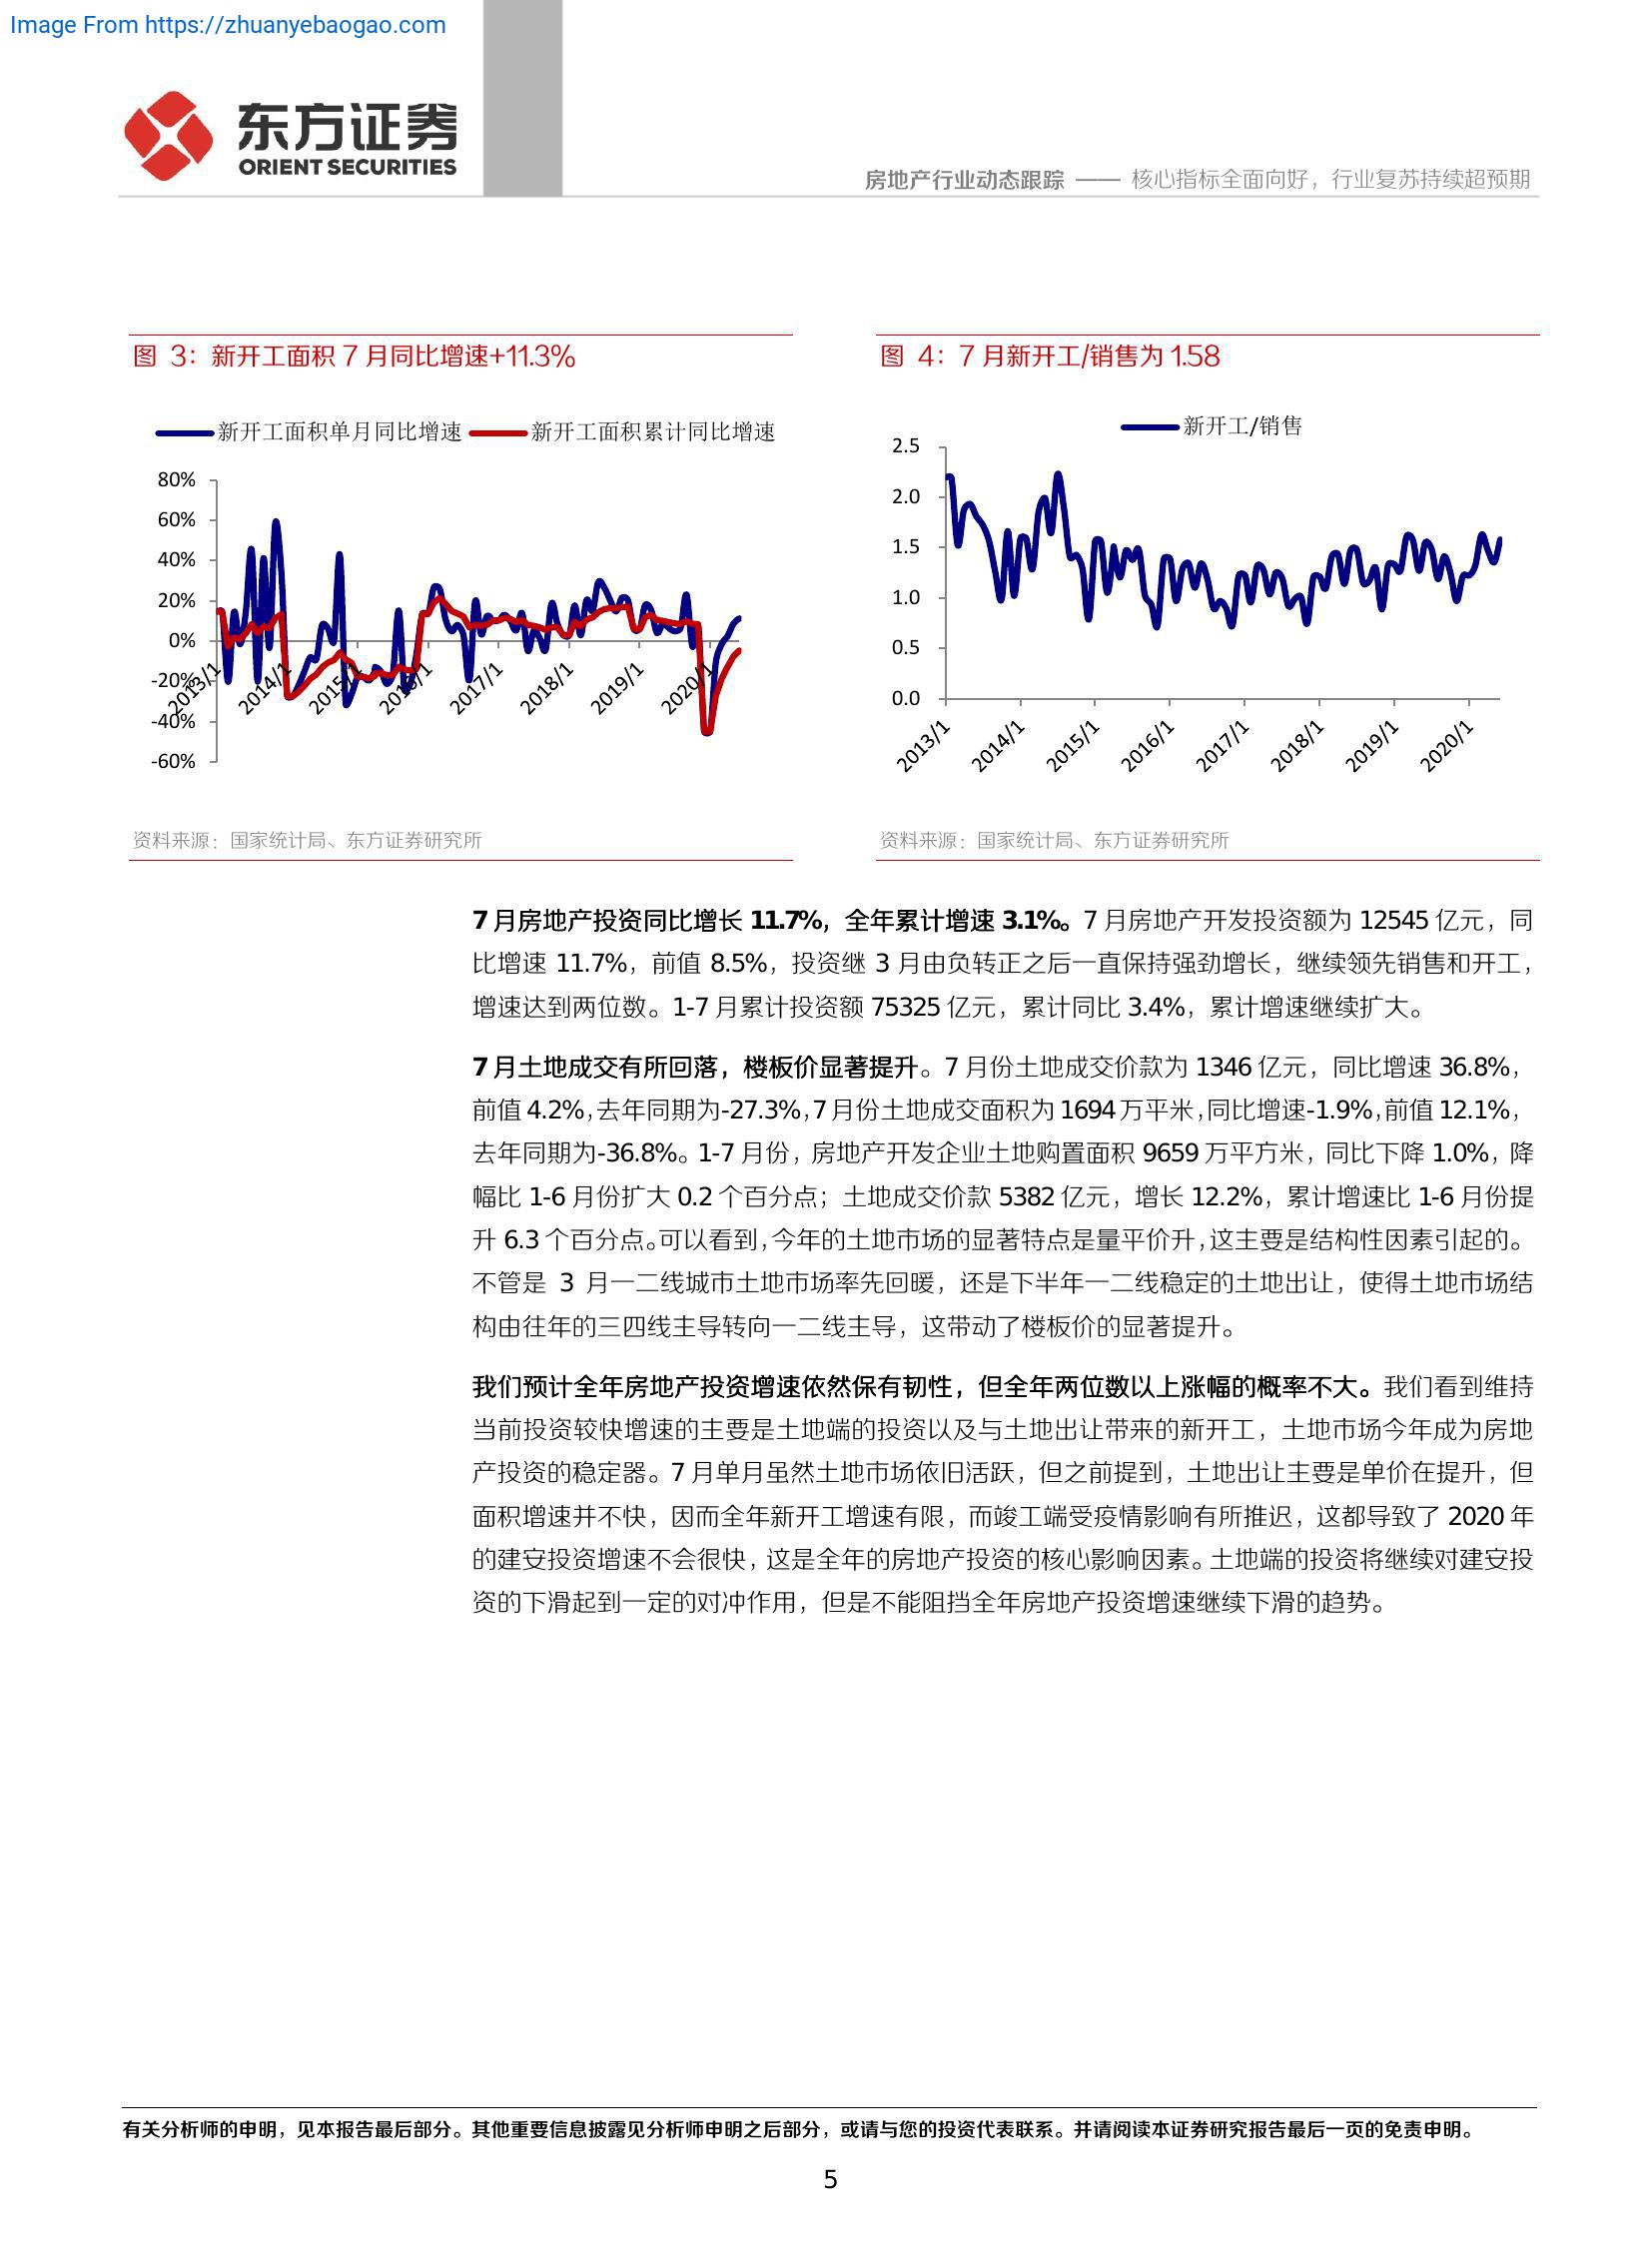 Image From https://zhuanyebaogao.com
东方证券
ORIENT SECURITIES
房地产行业动态跟踪 —— 核心指标全面向好，行业复苏持续超预期
图 3：新开工面积 7 月同比增速+11.3%
新开工面积单月同比增速 新开工面积累计同比增速
80%
60%
40%
20%
0%
-20%
-40%
-60%
2013/1 2014/1 2015/1 2016/1 2017/1 2018/1 2019/1 2020/1
资料来源：国家统计局、东方证券研究所
图 4：7 月新开工/销售为 1.58
新开工/销售
2.5
2.0
1.5
1.0
0.5
0.0
2013/1 2014/1 2015/1 2016/1 2017/1 2018/1 2019/1 2020/1
资料来源：国家统计局、东方证券研究所
7 月房地产投资同比增长 11.7%，全年累计增速 3.1%。7 月房地产开发投资额为 12545 亿元，同
比增速 11.7%，前值 8.5%，投资继 3 月由负转正之后一直保持强劲增长，继续领先销售和开工，
增速达到两位数。1-7 月累计投资额 75325 亿元，累计同比 3.4%，累计增速继续扩大。
7 月土地成交有所回落，楼板价显著提升。7 月份土地成交价款为 1346 亿元，同比增速 36.8%，
前值 4.2%，去年同期为-27.3%，7 月份土地成交面积为 1694 万平米，同比增速-1.9%，前值 12.1%，
去年同期为-36.8%。1-7 月份，房地产开发企业土地购置面积 9659 万平方米，同比下降 1.0%，降
幅比 1-6 月份扩大 0.2 个百分点；土地成交价款 5382 亿元，增长 12.2%，累计增速比 1-6 月份提
升 6.3 个百分点。可以看到，今年的土地市场的显著特点是量平价升，这主要是结构性因素引起的。
不管是 3 月一二线城市土地市场率先回暖，还是下半年一二线稳定的土地出让，使得土地市场结
构由往年的三四线主导转向一二线主导，这带动了楼板价的显著提升。
我们预计全年房地产投资增速依然保有韧性，但全年两位数以上涨幅的概率不大。我们看到维持
当前投资较快增速的主要是土地端的投资以及与土地出让带来的新开工，土地市场今年成为房地
产投资的稳定器。7 月单月虽然土地市场依旧活跃，但之前提到，土地出让主要是单价在提升，但
面积增速并不快，因而全年新开工增速有限，而竣工端受疫情影响有所推迟，这都导致了 2020 年
的建安投资增速不会很快，这是全年的房地产投资的核心影响因素。土地端的投资将继续对建安投
资的下滑起到一定的对冲作用，但是不能阻挡全年房地产投资增速继续下滑的趋势。
有关分析师的申明，见本报告最后部分。其他重要信息披露见分析师申明之后部分，或请与您的投资代表联系。并请阅读本证券研究报告最后一页的免责申明。
5